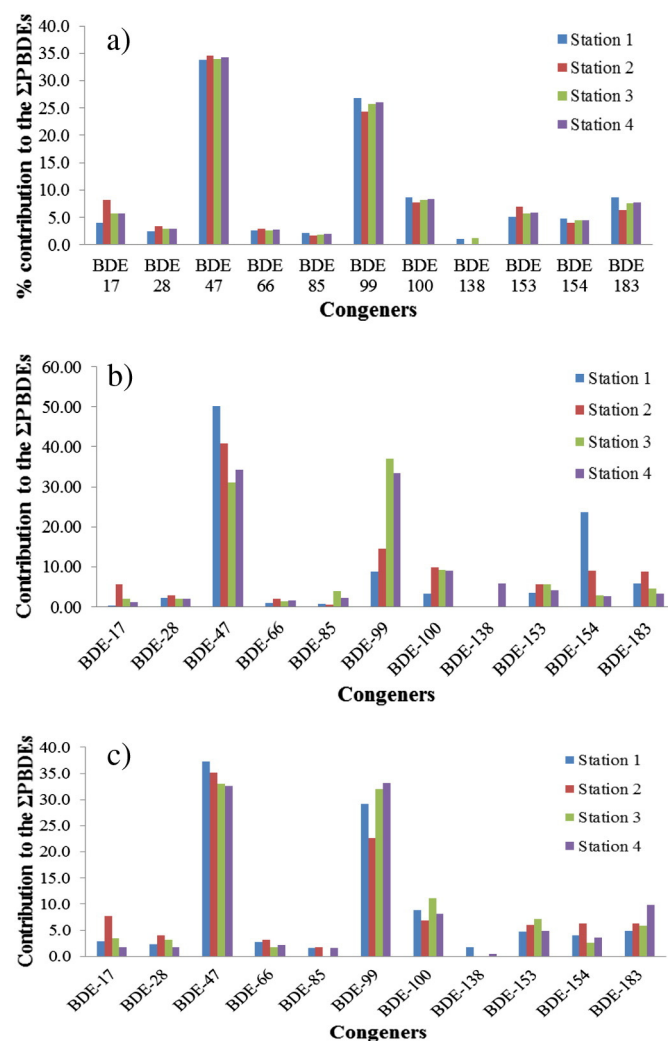 a)
% contribution to the ΣPBDEs
40.0
35.0
30.0
25.0
20.0
15.0
10.0
5.0
0.0
Station 1
Station 2
Station 3
Station 4
BDE BDE BDE BDE BDE BDE BDE BDE BDE BDE BDE
17 28 47 66 85 99 100 138 153 154 183
Congeners
b)
Contribution to the ΣPBDEs
60.00
50.00
40.00
30.00
20.00
10.00
0.00
Station 1
Station 2
Station 3
Station 4
BDE-17 BDE-28 BDE-47 BDE-66 BDE-85 BDE-99 BDE-100 BDE-138 BDE-153 BDE-154 BDE-183
Congeners
c)
Contribution to the ΣPBDEs
40.0
35.0
30.0
25.0
20.0
15.0
10.0
5.0
0.0
Station 1
Station 2
Station 3
Station 4
BDE-17 BDE-28 BDE-47 BDE-66 BDE-85 BDE-99 BDE-100 BDE-138 BDE-153 BDE-154 BDE-183
Congeners